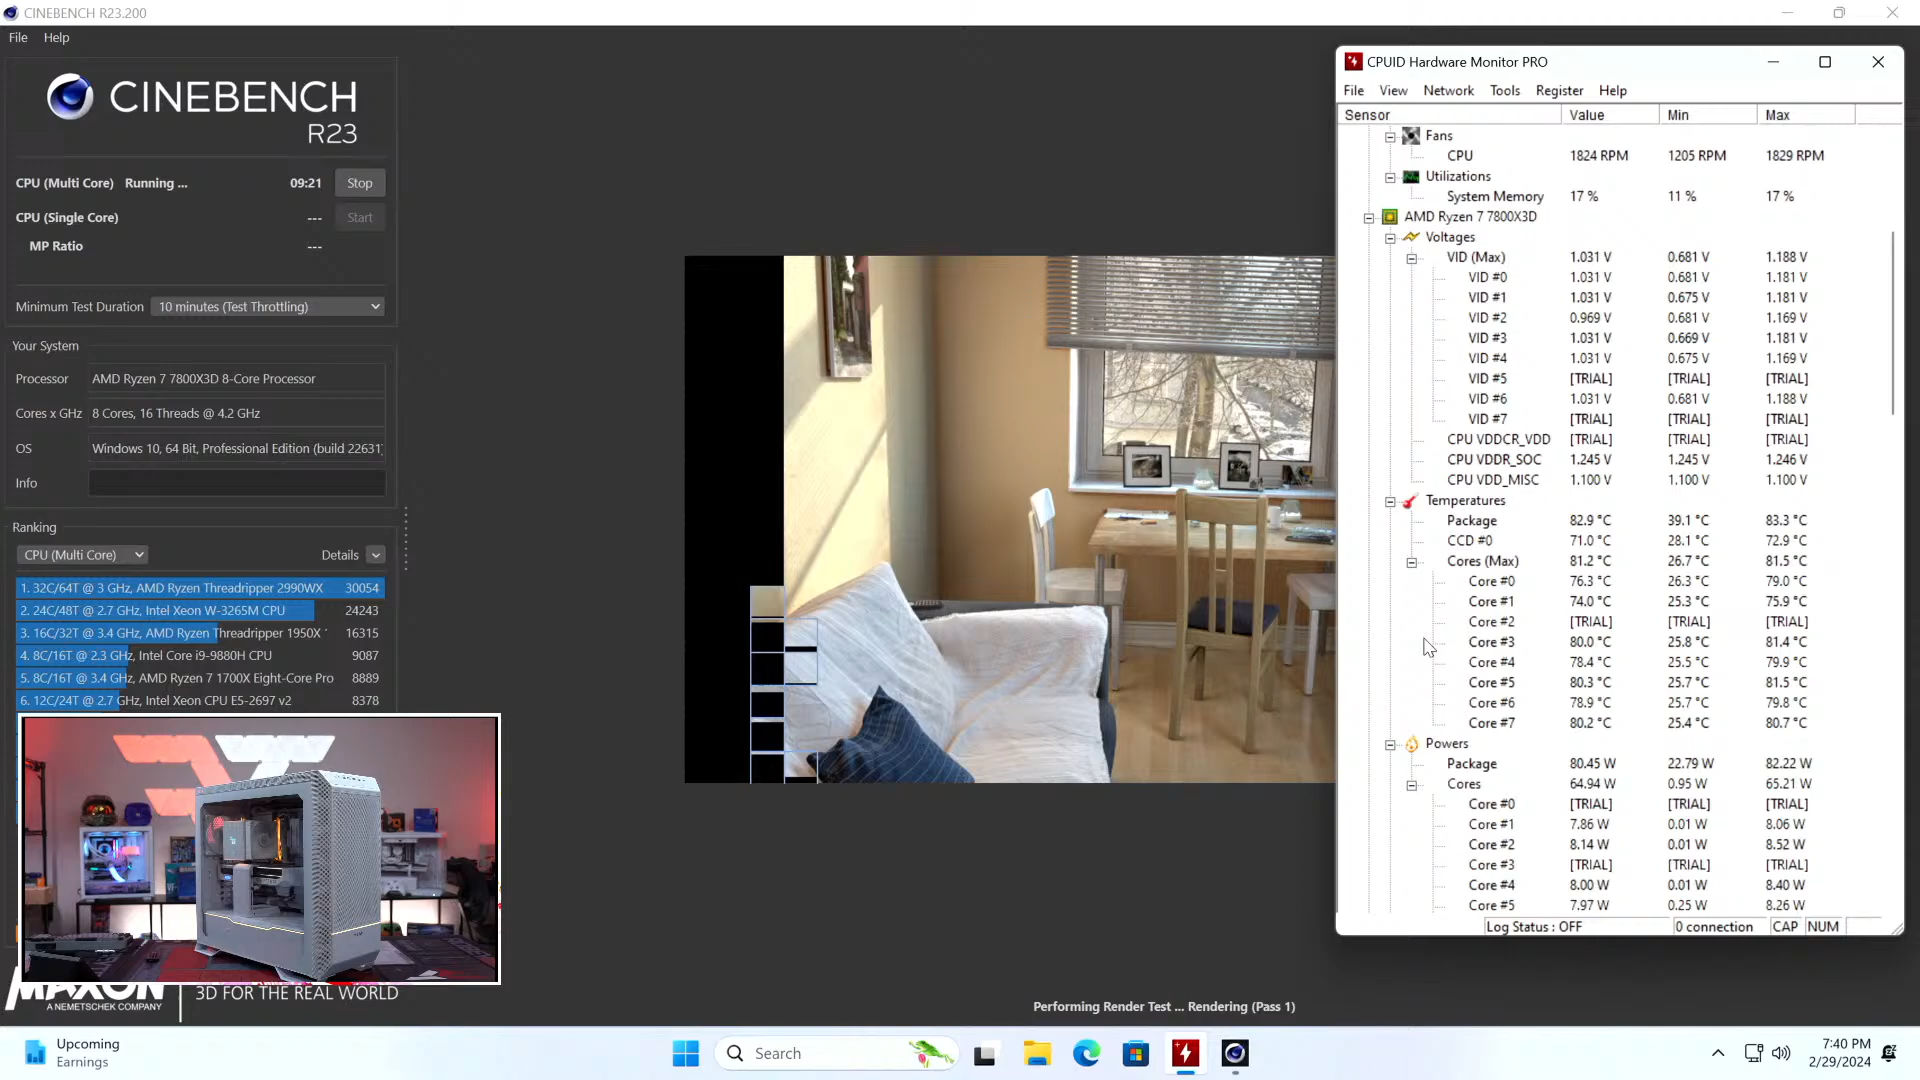 CINEBENCH R23.200
File Help
CINEBENCH
R23
CPU (Multi Core) Running ... 09:21 Stop
CPU (Single Core) --- Start
MP Ratio ---
Minimum Test Duration 10 minutes (Test Throttling)
Your System
Processor AMD Ryzen 7 7800X3D 8-Core Processor
Cores x GHz 8 Cores, 16 Threads @ 4.2 GHz
OS Windows 10, 64 Bit, Professional Edition (build 22631)
Info
Ranking
CPU (Multi Core) Details
1. 32C/64T @ 3 GHz, AMD Ryzen Threadripper 2990WX 30054
2. 24C/48T @ 2.7 GHz, Intel Xeon W-3265M CPU 24243
3. 16C/32T @ 3.4 GHz, AMD Ryzen Threadripper 1950X 16315
4. 8C/16T @ 2.3 GHz, Intel Core i9-9880H CPU 9087
5. 8C/16T @ 3.4 GHz, AMD Ryzen 7 1700X Eight-Core Pro 8889
6. 12C/24T @ 2.7 GHz, Intel Xeon CPU E5-2697 v2 8378
MAXON
A NEMETSCHEK COMPANY
3D FOR THE REAL WORLD
Performing Render Test ... Rendering (Pass 1)
CPUID Hardware Monitor PRO
File View Network Tools Register Help
Sensor Value Min Max
Fans
CPU 1824 RPM 1205 RPM 1829 RPM
Utilizations
System Memory 17 % 11 % 17 %
AMD Ryzen 7 7800X3D
Voltages
VID (Max) 1.031 V 0.681 V 1.188 V
VID #0 1.031 V 0.681 V 1.181 V
VID #1 1.031 V 0.675 V 1.181 V
VID #2 0.969 V 0.681 V 1.169 V
VID #3 1.031 V 0.669 V 1.181 V
VID #4 1.031 V 0.675 V 1.169 V
VID #5 [TRIAL] [TRIAL] [TRIAL]
VID #6 1.031 V 0.681 V 1.188 V
VID #7 [TRIAL] [TRIAL] [TRIAL]
CPU VDDCR_VDD [TRIAL] [TRIAL] [TRIAL]
CPU VDDR_SOC 1.245 V 1.245 V 1.246 V
CPU VDD_MISC 1.100 V 1.100 V 1.100 V
Temperatures
Package 82.9 °C 39.1 °C 83.3 °C
CCD #0 71.0 °C 28.1 °C 72.9 °C
Cores (Max) 81.2 °C 26.7 °C 81.5 °C
Core #0 76.3 °C 26.3 °C 79.0 °C
Core #1 74.0 °C 25.3 °C 75.9 °C
Core #2 [TRIAL] [TRIAL] [TRIAL]
Core #3 80.0 °C 25.8 °C 81.4 °C
Core #4 78.4 °C 25.5 °C 79.9 °C
Core #5 80.3 °C 25.7 °C 81.5 °C
Core #6 78.9 °C 25.7 °C 79.8 °C
Core #7 80.2 °C 25.4 °C 80.7 °C
Powers
Package 80.45 W 22.79 W 82.22 W
Cores 64.94 W 0.95 W 65.21 W
Core #0 [TRIAL] [TRIAL] [TRIAL]
Core #1 7.86 W 0.01 W 8.06 W
Core #2 8.14 W 0.01 W 8.52 W
Core #3 [TRIAL] [TRIAL] [TRIAL]
Core #4 8.00 W 0.01 W 8.40 W
Core #5 7.97 W 0.25 W 8.26 W
Log Status : OFF 0 connection CAP NUM
Upcoming
Earnings
Search
7:40 PM
2/29/2024